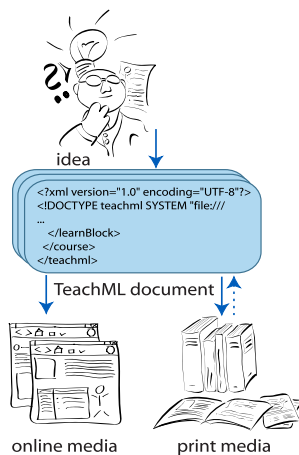 idea
<?xml version="1.0" encoding="UTF-8"?>
<!DOCTYPE teachml SYSTEM "file:///
...
</learnBlock>
</course>
</teachml>
TeachML document
online media
print media